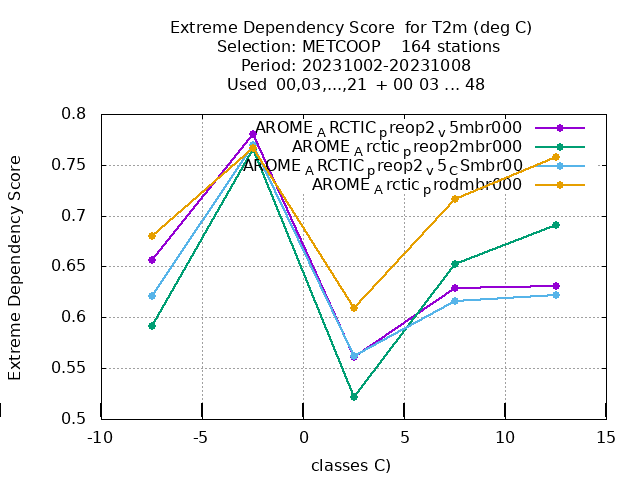 Extreme Dependency Score for T2m (deg C)
Selection: METCOOP 164 stations
Period: 20231002-20231008
Used 00,03,...,21 + 00 03 ... 48
Extreme Dependency Score
0.8
0.75
0.7
0.65
0.6
0.55
0.5
AROME_ARCTIC_preop2_v5mbr000
AROME_Arctic_preop2mbr000
AROME_ARCTIC_preop2_v5_CSmbr00
AROME_Arctic_prodmbr000
-10 -5 0 5 10 15
classes C)